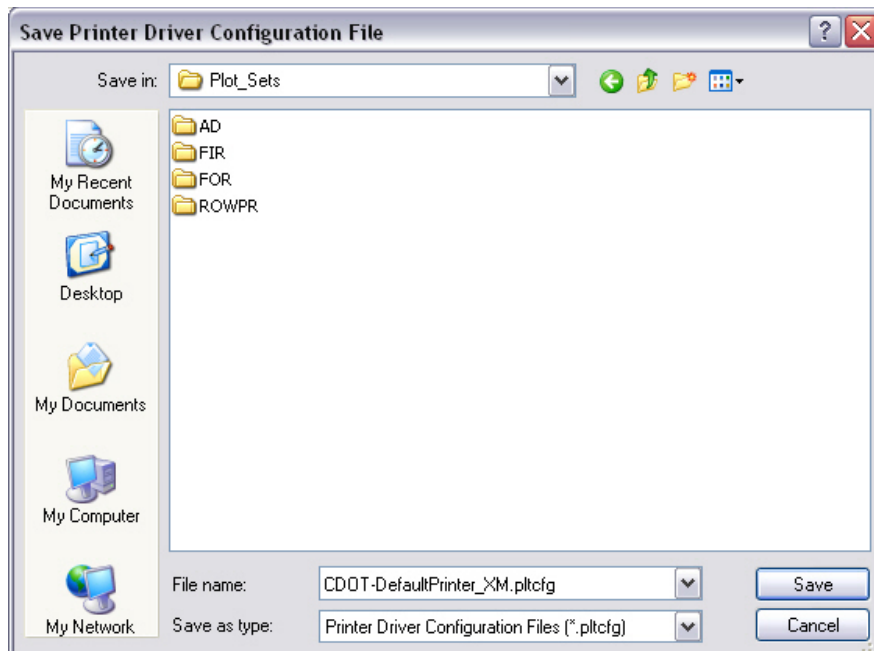 Save Printer Driver Configuration File
?
Save in:
Plot_Sets
AD
FIR
FOR
ROWPR
My Recent
Documents
Desktop
My Documents
My Computer
My Network
File name:
CDOT-DefaultPrinter_XM.pltcfg
Save
Save as type:
Printer Driver Configuration Files (*.pltcfg)
Cancel